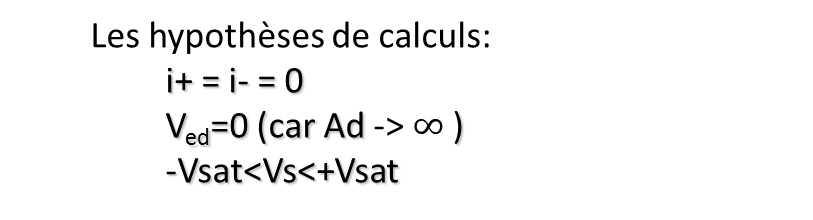 Les hypothèses de calculs:
i+ = i- = 0
Ved=0 (car Ad -> ∞ )
-Vsat<Vs<+Vsat